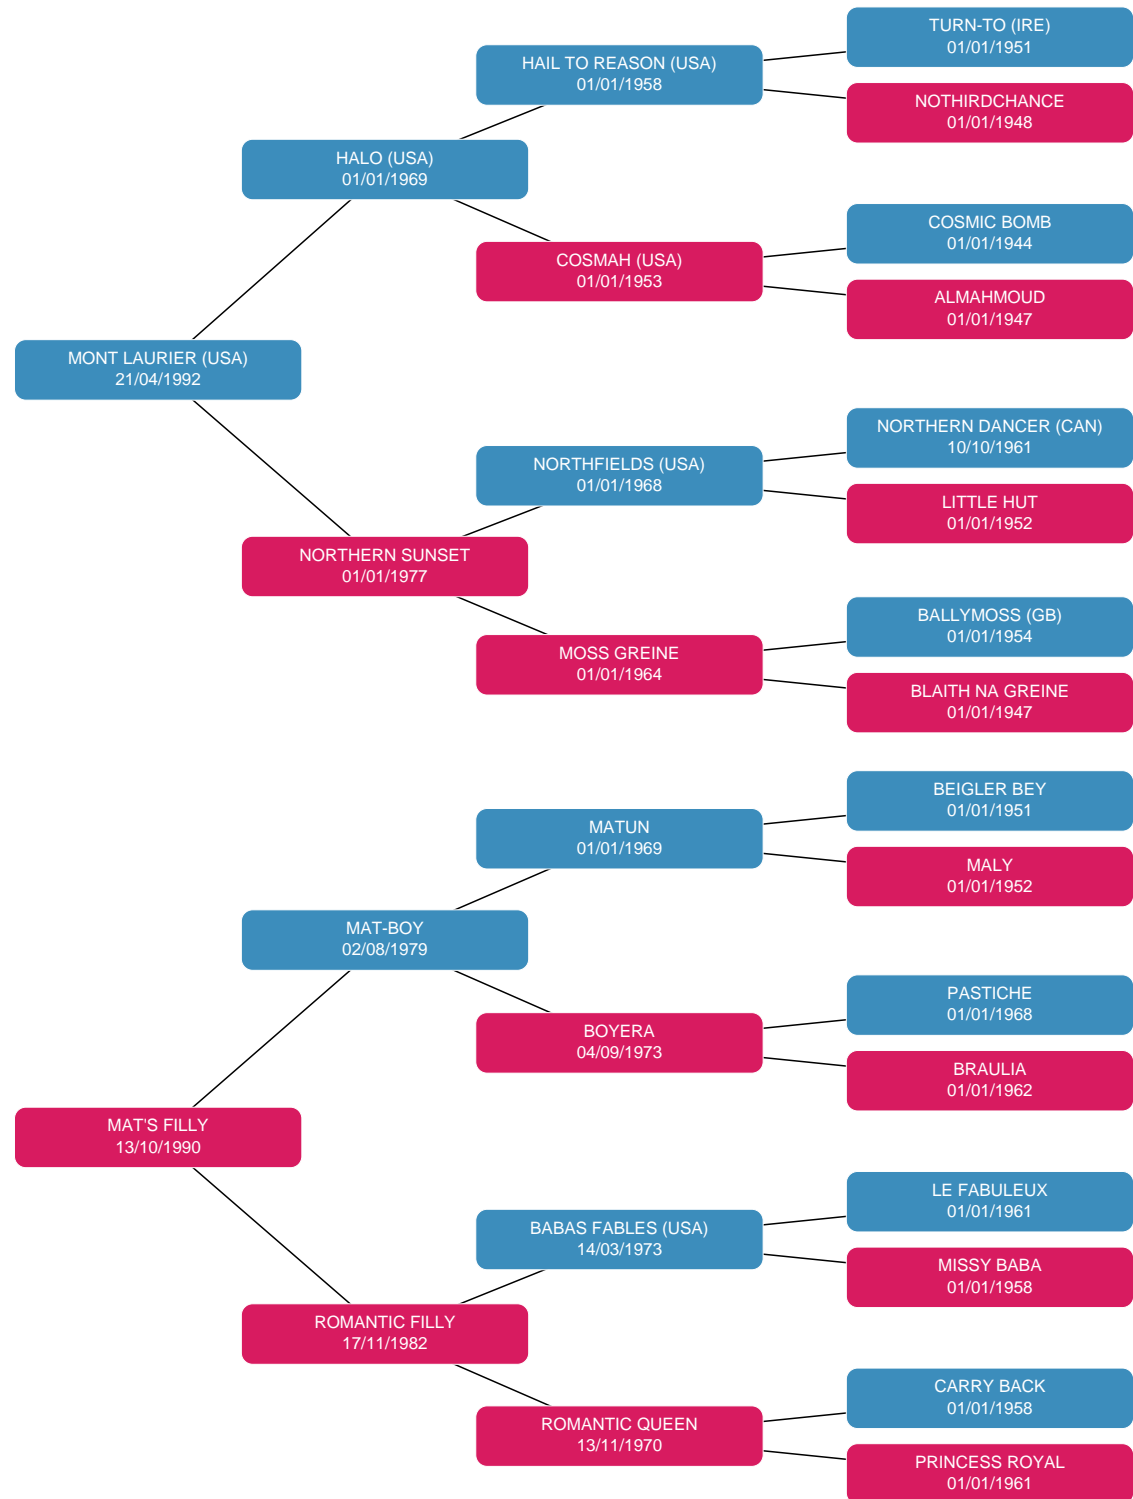 TURN-TO (IRE)
01/01/1951
HAIL TO REASON (USA)
01/01/1958
NOTHIRDCHANCE
01/01/1948
HALO (USA)
01/01/1969
COSMIC BOMB
01/01/1944
COSMAH (USA)
01/01/1953
ALMAHMOUD
01/01/1947
MONT LAURIER (USA)
21/04/1992
NORTHERN DANCER (CAN)
10/10/1961
NORTHFIELDS (USA)
01/01/1968
LITTLE HUT
01/01/1952
NORTHERN SUNSET
01/01/1977
BALLYMOSS (GB)
01/01/1954
MOSS GREINE
01/01/1964
BLAITH NA GREINE
01/01/1947
BEIGLER BEY
01/01/1951
MATUN
01/01/1969
MALY
01/01/1952
MAT-BOY
02/08/1979
PASTICHE
01/01/1968
BOYERA
04/09/1973
BRAULIA
01/01/1962
MAT'S FILLY
13/10/1990
LE FABULEUX
01/01/1961
BABAS FABLES (USA)
14/03/1973
MISSY BABA
01/01/1958
ROMANTIC FILLY
17/11/1982
CARRY BACK
01/01/1958
ROMANTIC QUEEN
13/11/1970
PRINCESS ROYAL
01/01/1961